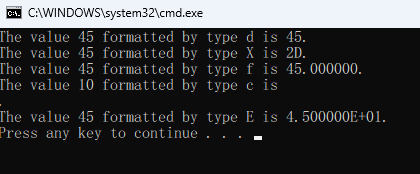 C:\WINDOWS\system32\cmd.exe
The value 45 formatted by type d is 45.
The value 45 formatted by type X is 2D.
The value 45 formatted by type f is 45.000000.
The value 10 formatted by type c is
.
The value 45 formatted by type E is 4.500000E+01.
Press any key to continue . . .